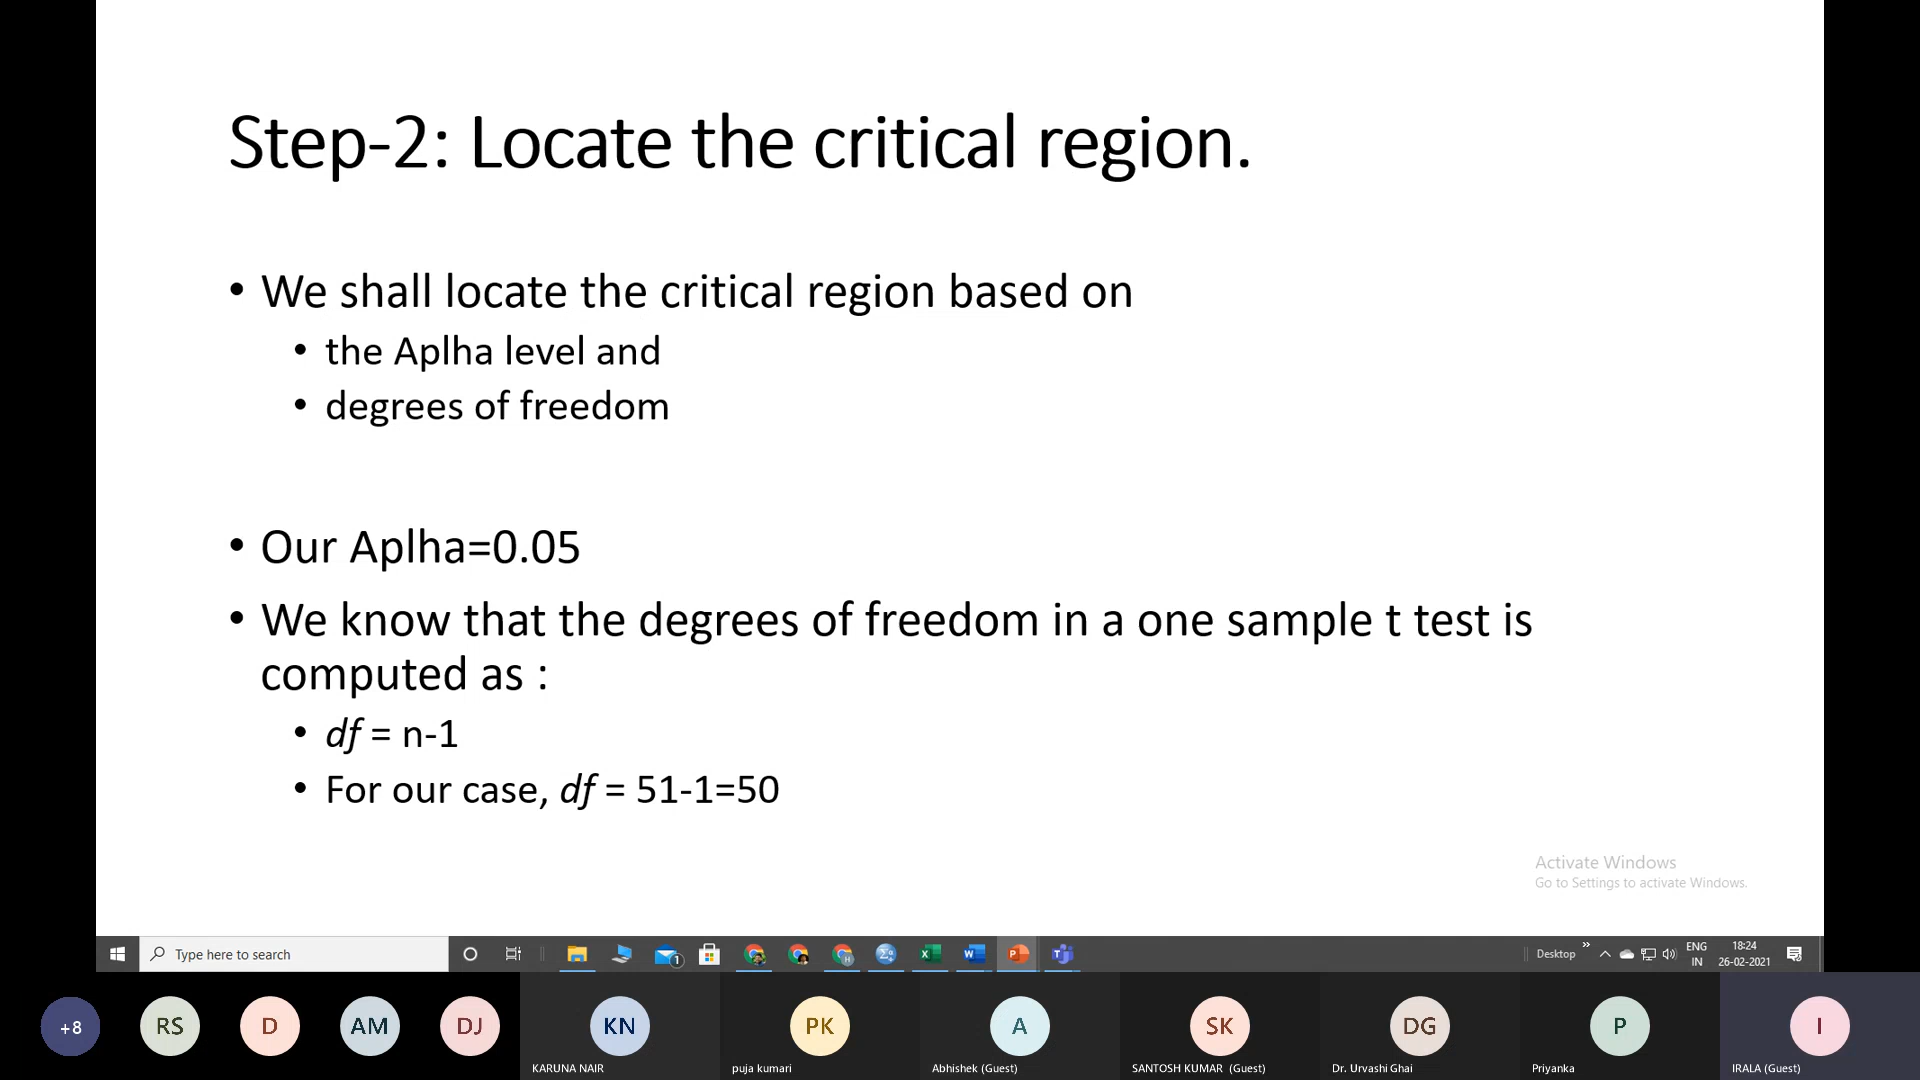 Step-2: Locate the critical region.
• We shall locate the critical region based on
• the Aplha level and
• degrees of freedom
• Our Aplha=0.05
• We know that the degrees of freedom in a one sample t test is
computed as :
• df = n-1
• For our case, df = 51-1=50
Activate Windows
Go to Settings to activate Windows.
Type here to search
1
Desktop
ENG
IN
18:24
26-02-2021
+8
RS
D
AM
DJ
KN
PK
A
SK
DG
P
I
KARUNA NAIR
puja kumari
Abhishek (Guest)
SANTOSH KUMAR (Guest)
Dr. Urvashi Ghai
Priyanka
IRALA (Guest)